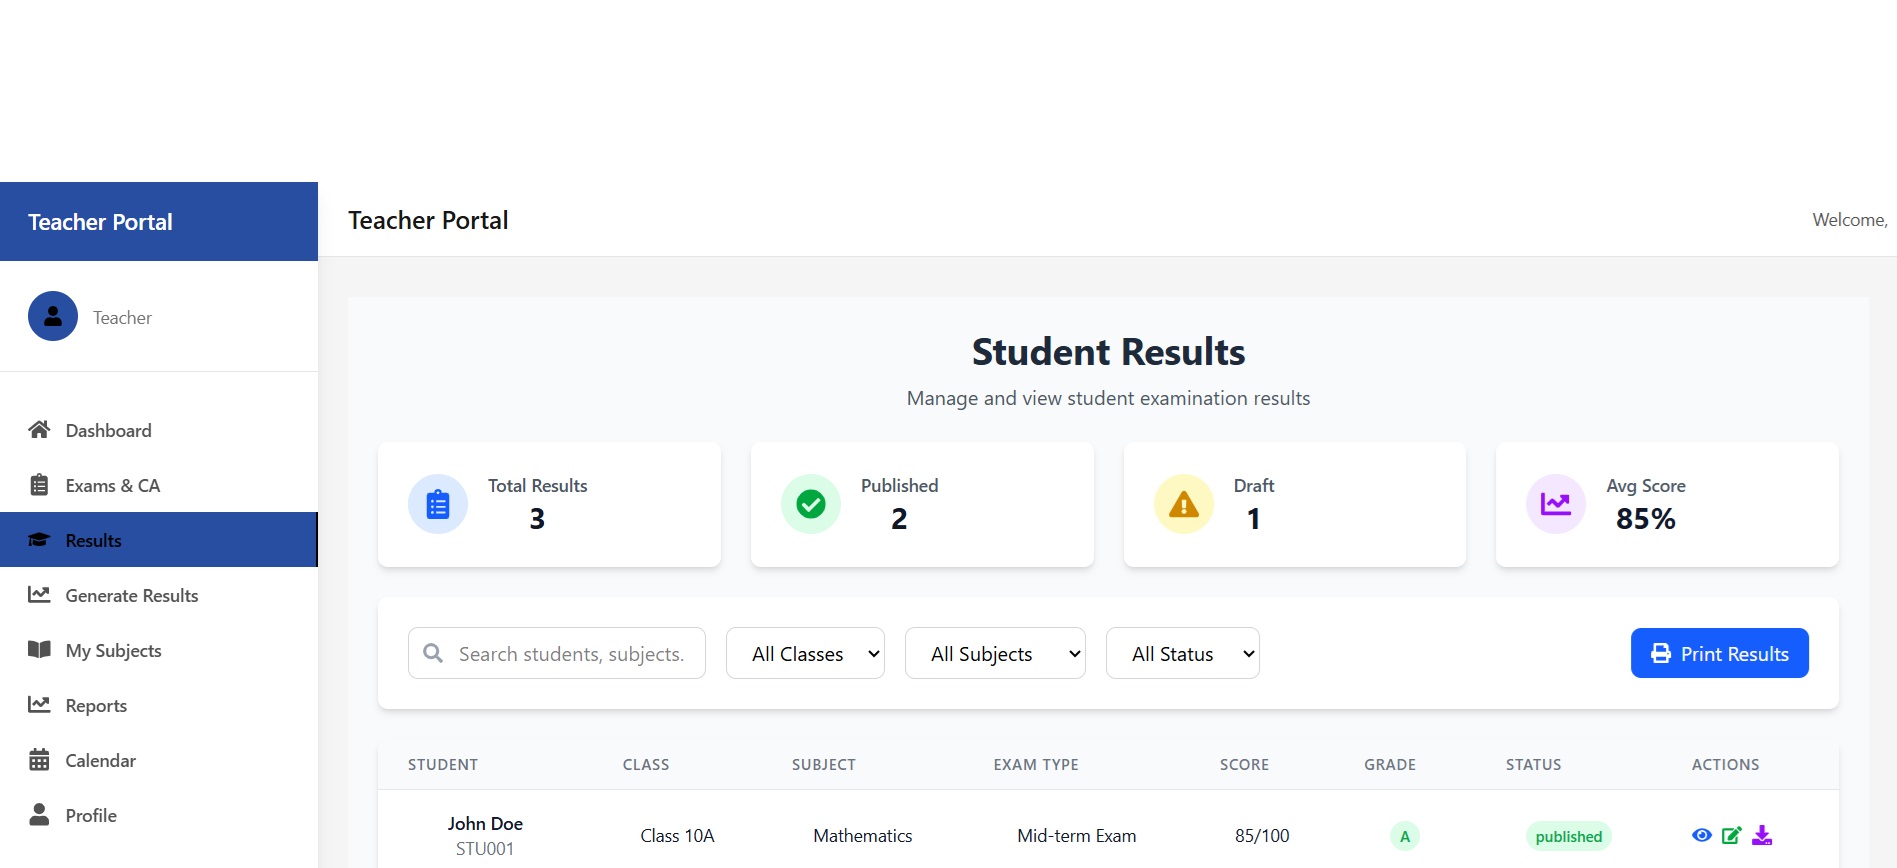 Teacher Portal
Teacher Portal
Welcome,
Teacher
Dashboard
Exams & CA
Results
Generate Results
My Subjects
Reports
Calendar
Profile
Student Results
Manage and view student examination results
Total Results
3
Published
2
Draft
1
Avg Score
85%
Search students, subjects.
All Classes
All Subjects
All Status
Print Results
STUDENT CLASS SUBJECT EXAM TYPE SCORE GRADE STATUS ACTIONS
John Doe
STU001
Class 10A Mathematics Mid-term Exam 85/100 A published